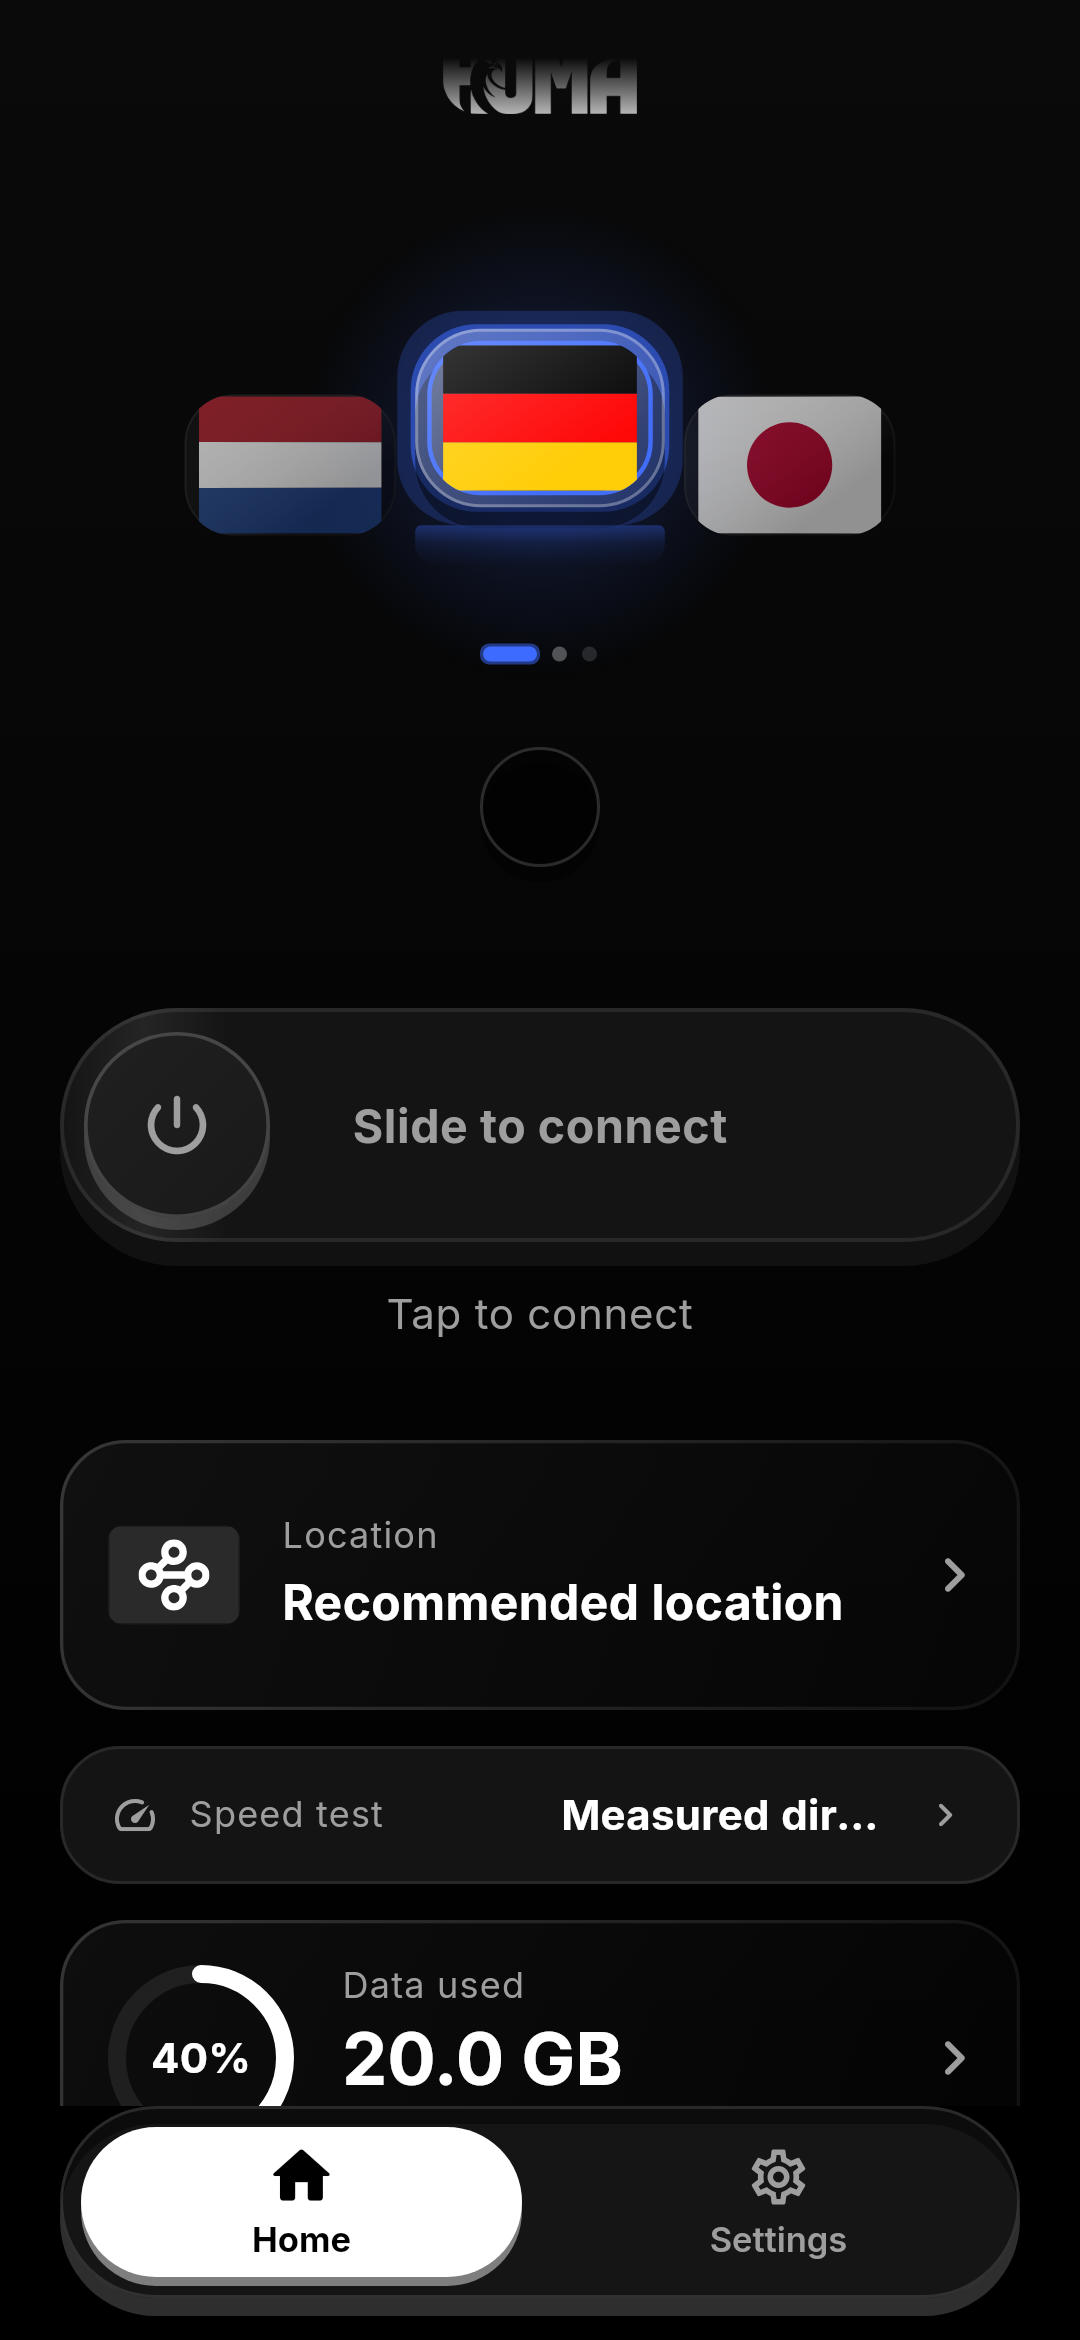 HUMA
Slide to connect
Tap to connect
Location
Recommended location
Speed test
Measured dir...
Data used
40%
20.0 GB
Home
Settings